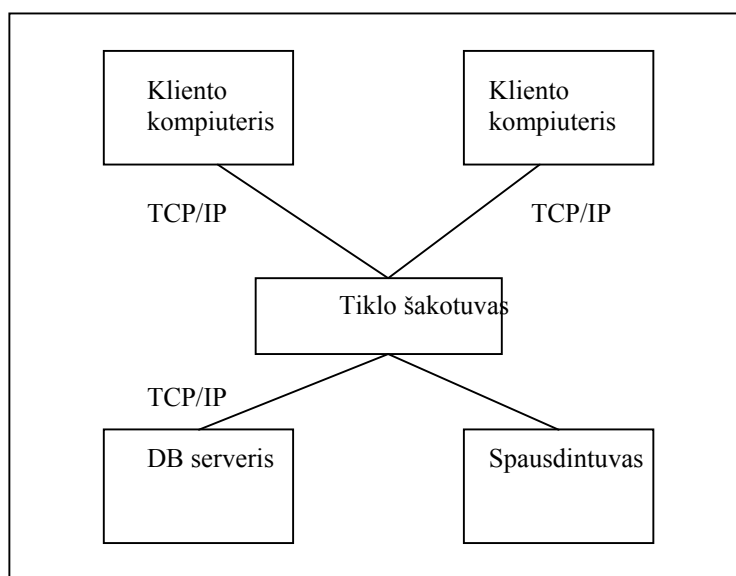 Kliento
kompiuteris
Kliento
kompiuteris
TCP/IP
TCP/IP
Tiklo šakotuvas
TCP/IP
DB serveris
Spausdintuvas